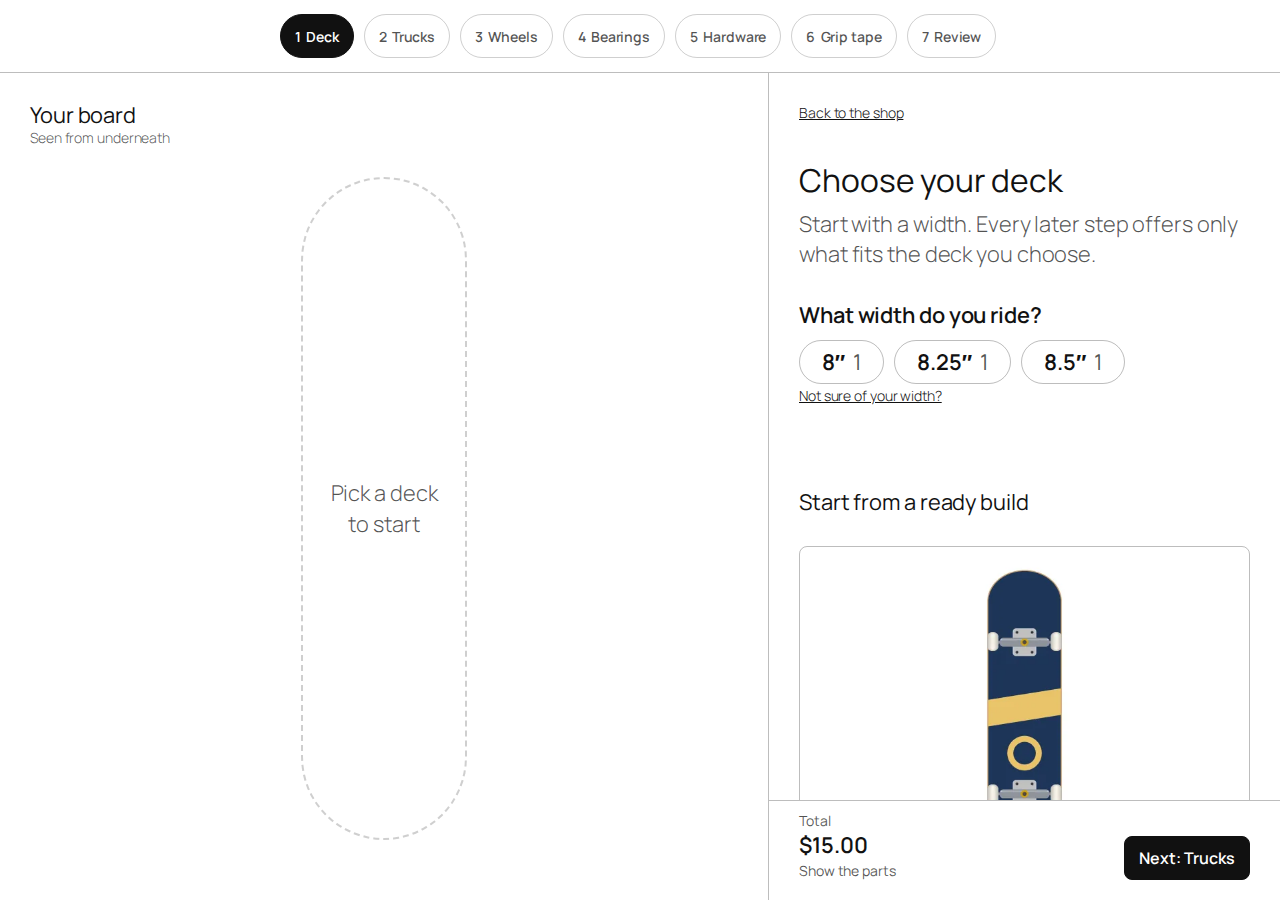 1 Deck
2 Trucks
3 Wheels
4 Bearings
5 Hardware
6 Grip tape
7 Review
Your board
Seen from underneath
Pick a deck
to start
Back to the shop
Choose your deck
Start with a width. Every later step offers only
what fits the deck you choose.
What width do you ride?
8″ 1
8.25″ 1
8.5″ 1
Not sure of your width?
Start from a ready build
Total
$15.00
Show the parts
Next: Trucks